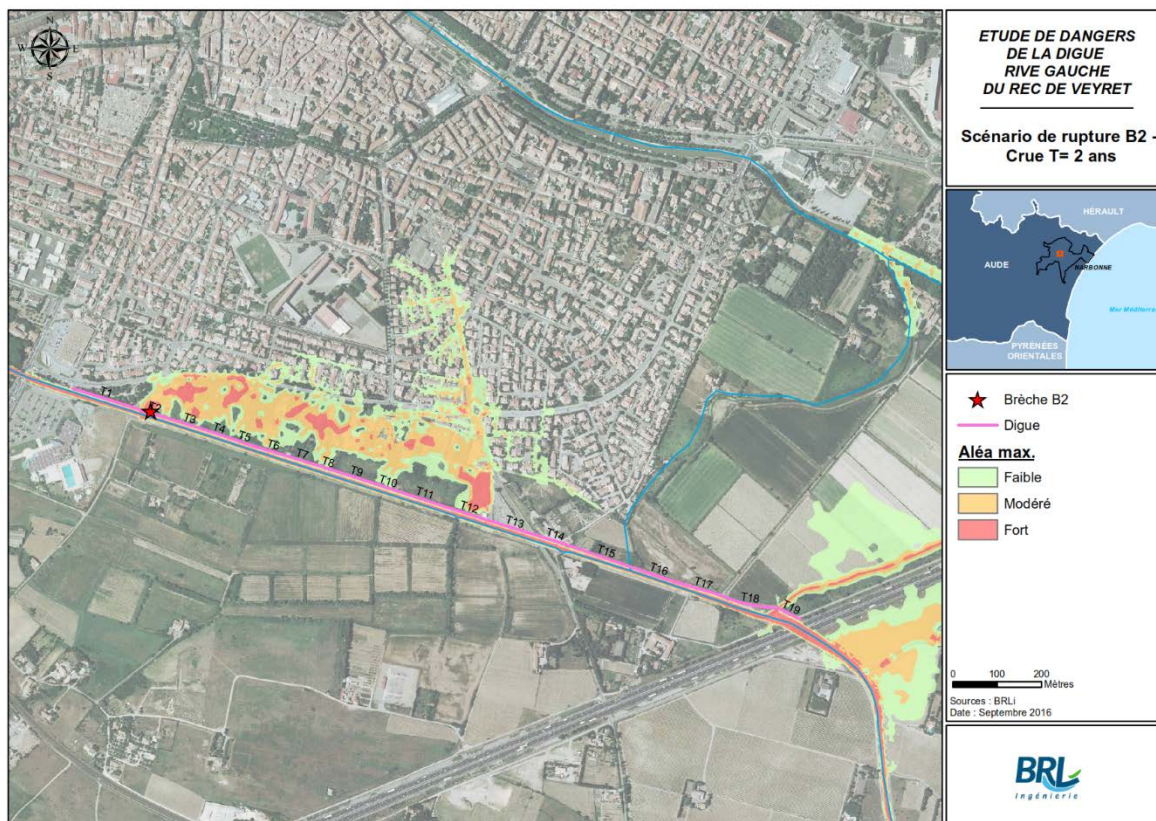 N
W E
S
T1
T2
T3
T4
T5
T6
T7
T8
T9
T10
T11
T12
T13
T14
T15
T16
T17
T18
T19
ETUDE DE DANGERS
DE LA DIGUE
RIVE GAUCHE
DU REC DE VEYRET
Scénario de rupture B2 -
Crue T= 2 ans
HÉRAULT
AUDE
NARBONNE
Mer Méditerran
PYRÉNÉES
ORIENTALES
Brèche B2
Digue
Aléa max.
Faible
Modéré
Fort
0 100 200
Mètres
Sources : BRLi
Date : Septembre 2016
BRL
Ingénierie